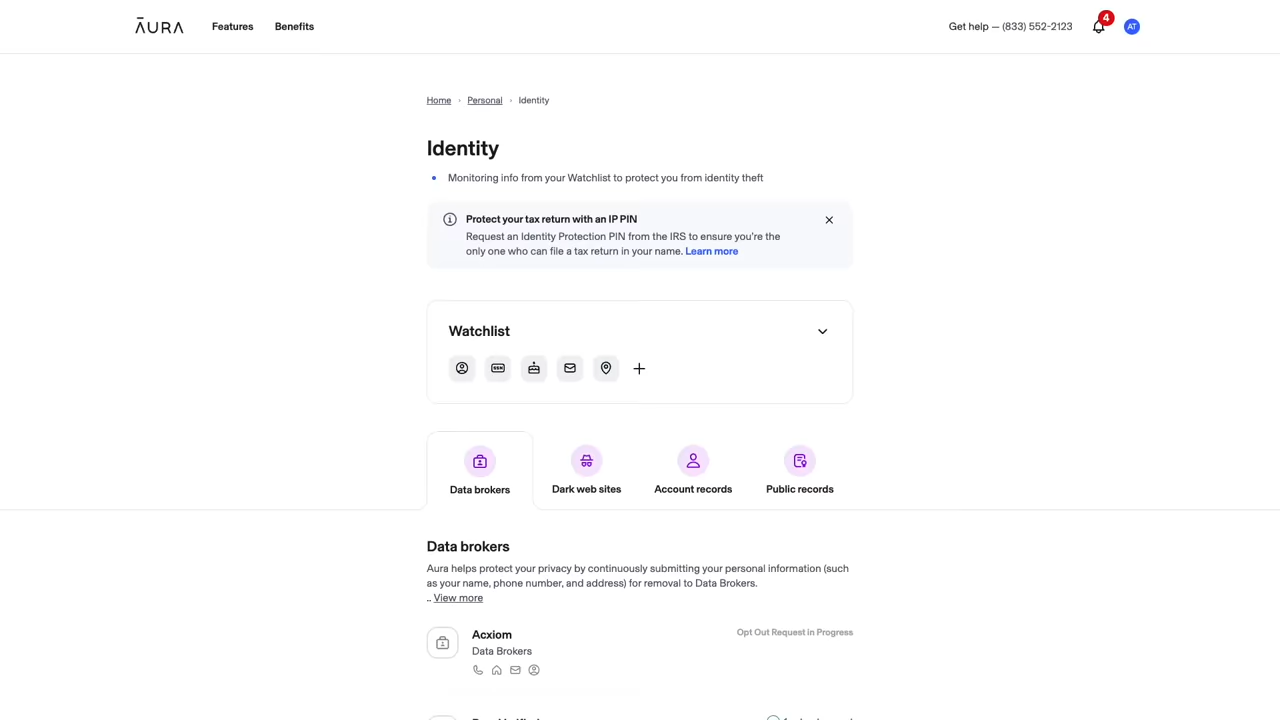 ĀURA Features Benefits Get help — (833) 552-2123 4 AT
Home › Personal › Identity
Identity
• Monitoring info from your Watchlist to protect you from identity theft
Protect your tax return with an IP PIN
Request an Identity Protection PIN from the IRS to ensure you're the
only one who can file a tax return in your name. Learn more
Watchlist
SSN
Data brokers Dark web sites Account records Public records
Data brokers
Aura helps protect your privacy by continuously submitting your personal information (such
as your name, phone number, and address) for removal to Data Brokers.
.. View more
Acxiom Opt Out Request in Progress
Data Brokers